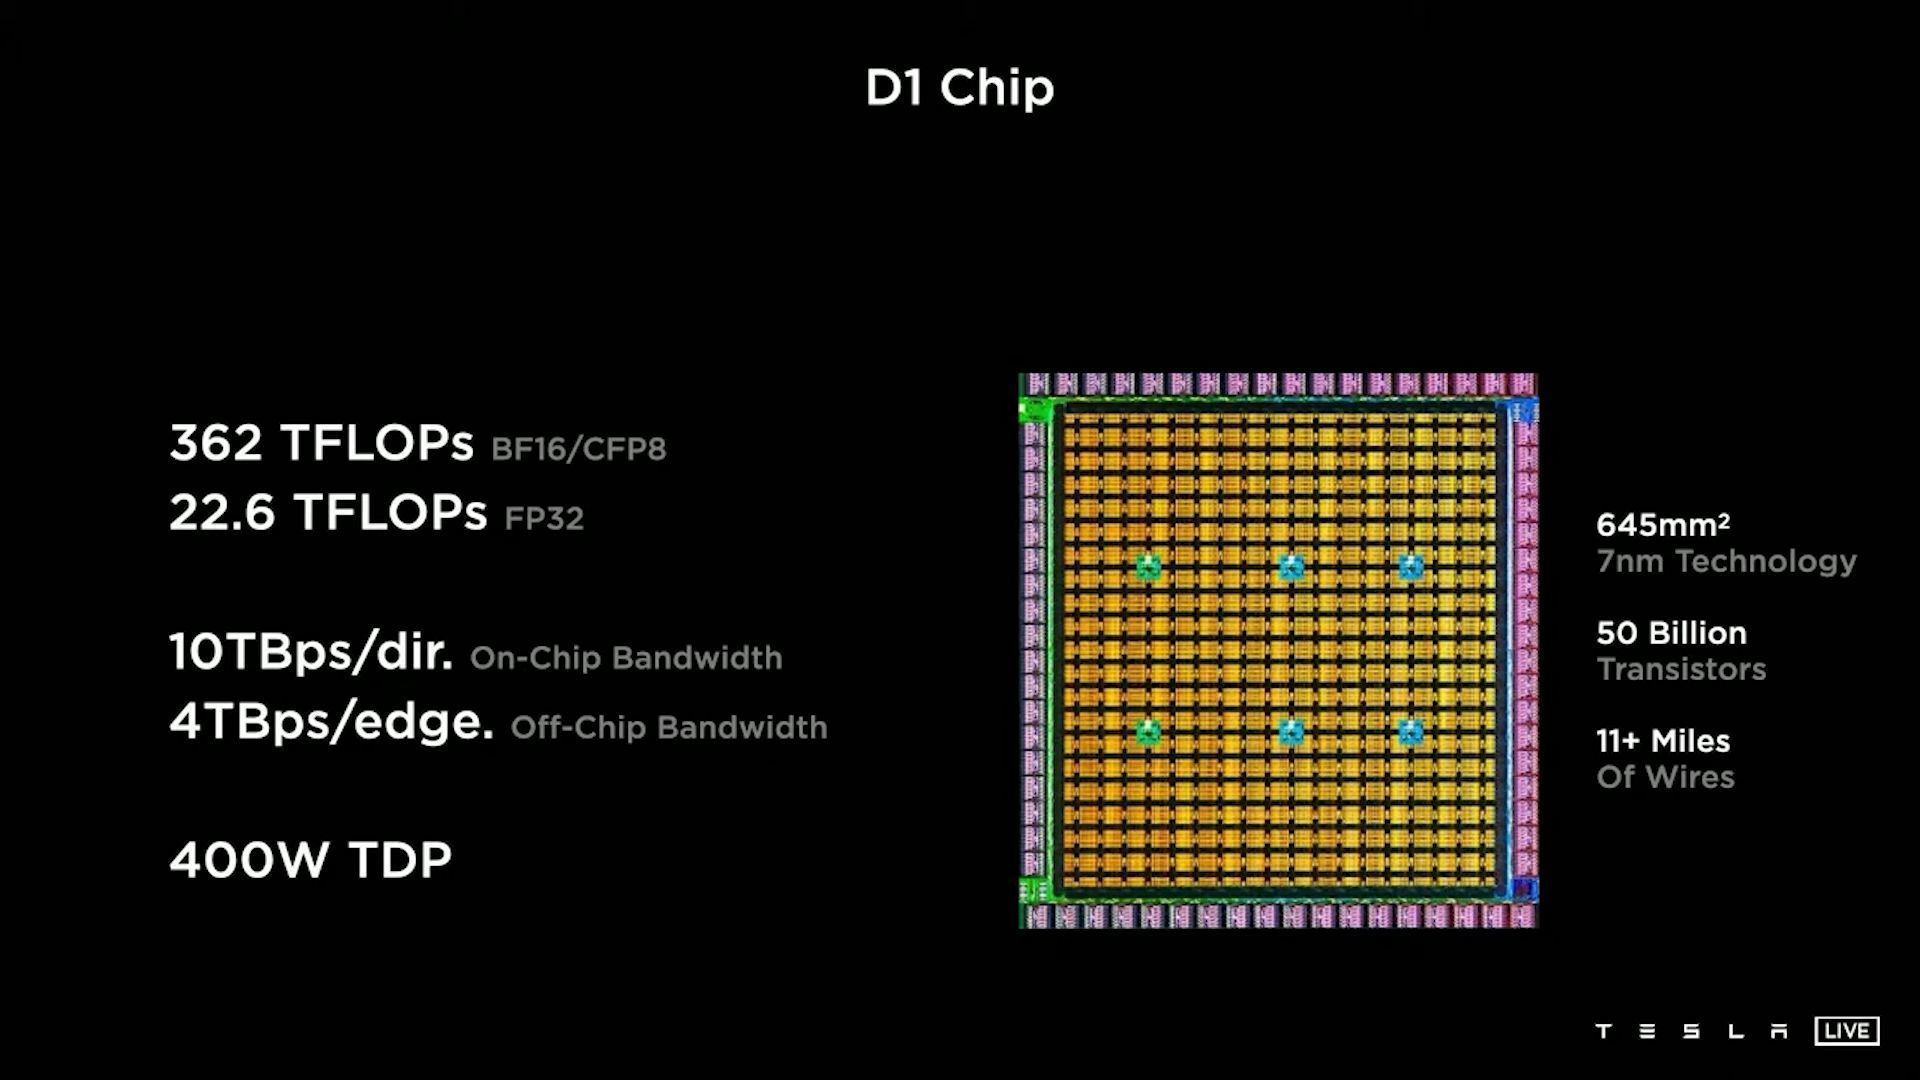 D1 Chip
362 TFLOPs BF16/CFP8
22.6 TFLOPs FP32
10TBps/dir. On-Chip Bandwidth
4TBps/edge. Off-Chip Bandwidth
400W TDP
645mm²
7nm Technology
50 Billion
Transistors
11+ Miles
Of Wires
TESLA LIVE